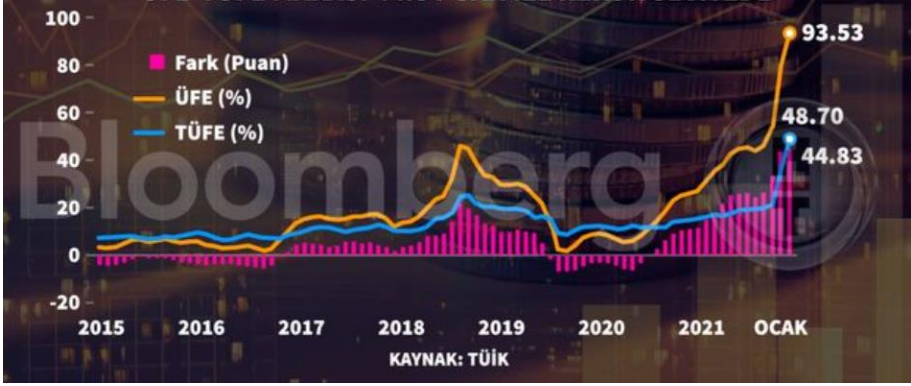 100
80
60
40
20
0
-20
Fark (Puan)
ÜFE (%)
TÜFE (%)
93.53
48.70
44.83
Bloomberg
2015 2016 2017 2018 2019 2020 2021 OCAK
KAYNAK: TÜİK